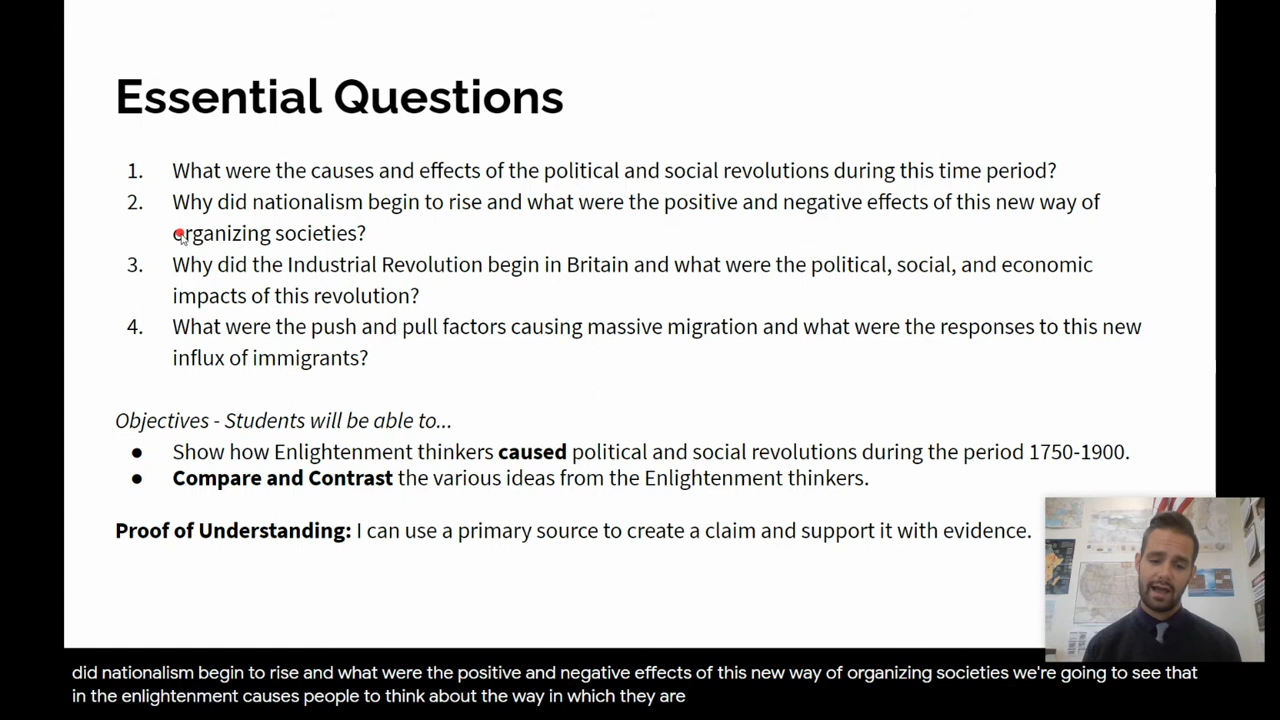 Essential Questions
1. What were the causes and effects of the political and social revolutions during this time period?
2. Why did nationalism begin to rise and what were the positive and negative effects of this new way of
organizing societies?
3. Why did the Industrial Revolution begin in Britain and what were the political, social, and economic
impacts of this revolution?
4. What were the push and pull factors causing massive migration and what were the responses to this new
influx of immigrants?
Objectives - Students will be able to...
● Show how Enlightenment thinkers caused political and social revolutions during the period 1750-1900.
● Compare and Contrast the various ideas from the Enlightenment thinkers.
Proof of Understanding: I can use a primary source to create a claim and support it with evidence.
did nationalism begin to rise and what were the positive and negative effects of this new way of organizing societies we're going to see that
in the enlightenment causes people to think about the way in which they are